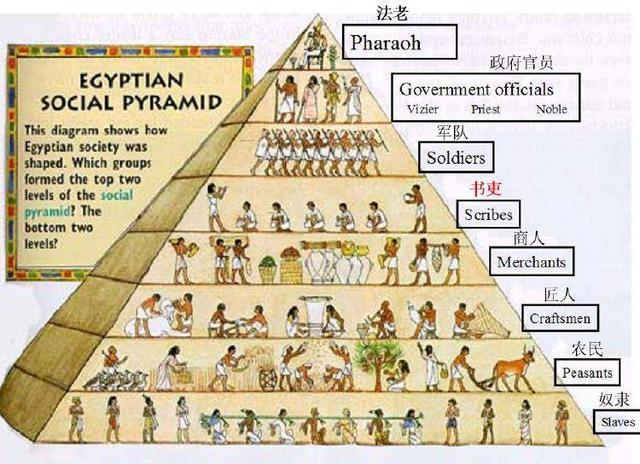 EGYPTIAN
SOCIAL PYRAMID
This diagram shows how
Egyptian society was
shaped. Which groups
formed the top two
levels of the social
pyramid? The
bottom two
levels?
法老
Pharaoh
政府官员
Government officials
Vizier Priest Noble
军队
Soldiers
书吏
Scribes
商人
Merchants
匠人
Craftsmen
农民
Peasants
奴隶
Slaves